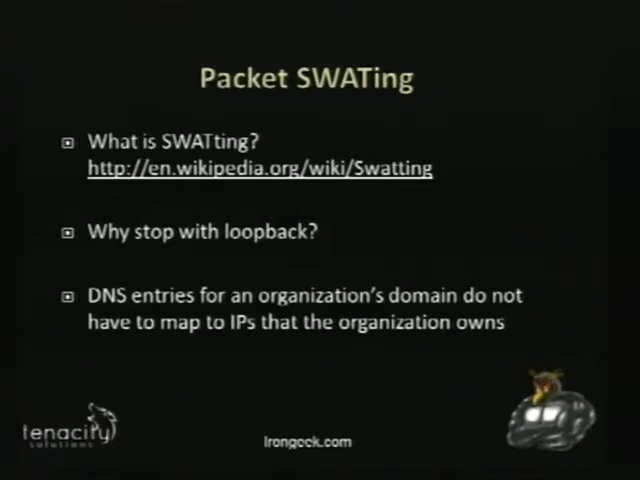 Packet SWATing
What is SWATting?
http://en.wikipedia.org/wiki/Swatting
Why stop with loopback?
DNS entries for an organization's domain do not
have to map to IPs that the organization owns
tenacity
solutions
Irongeek.com